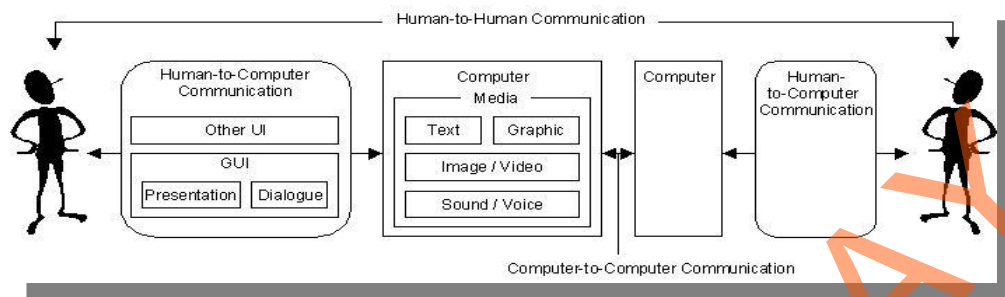 Human-to-Human Communication
Human-to-Computer
Communication
Other UI
GUI
Presentation
Dialogue
Computer
Media
Text
Graphic
Image / Video
Sound / Voice
Computer
Human-
to-Computer
Communication
Computer-to-Computer Communication